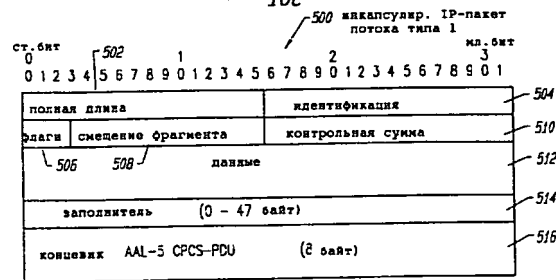 102
500 инкапсулир. IP-пакет
потока типа 1
ст.бит 502 мл.бит
0 1 2 3
0 1 2 3 4 5 6 7 8 9 0 1 2 3 4 5 6 7 8 9 0 1 2 3 4 5 6 7 8 9 0 1
полная длина идентификация 504
флаги смещение фрагмента контрольная сумма 510
506 508 данные 512
заполнитель (0 - 47 байт) 514
концевик AAL-5 CPCS-PDU (8 байт) 516